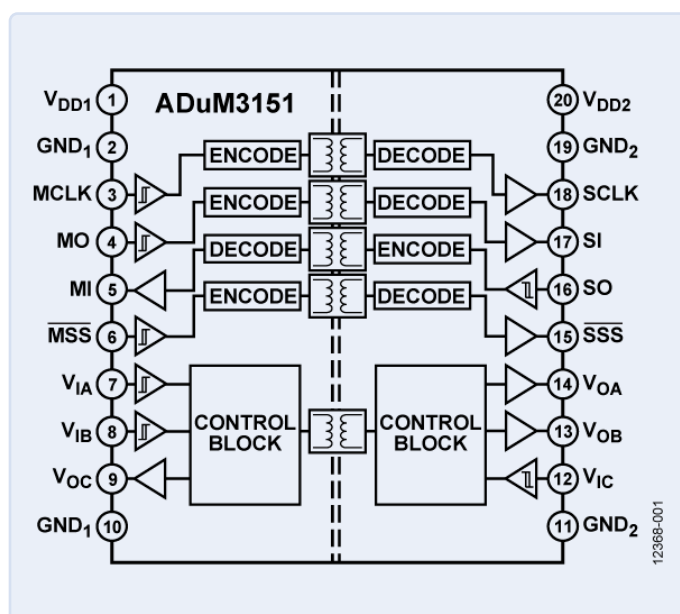 ADuM3151
VDD1 1
GND1 2
MCLK 3
MO 4
MI 5
MSS 6
VIA 7
VIB 8
VOC 9
GND1 10
ENCODE DECODE
ENCODE DECODE
DECODE ENCODE
ENCODE DECODE
CONTROL
BLOCK
CONTROL
BLOCK
20 VDD2
19 GND2
18 SCLK
17 SI
16 SO
15 SSS
14 VOA
13 VOB
12 VIC
11 GND2
12368-001